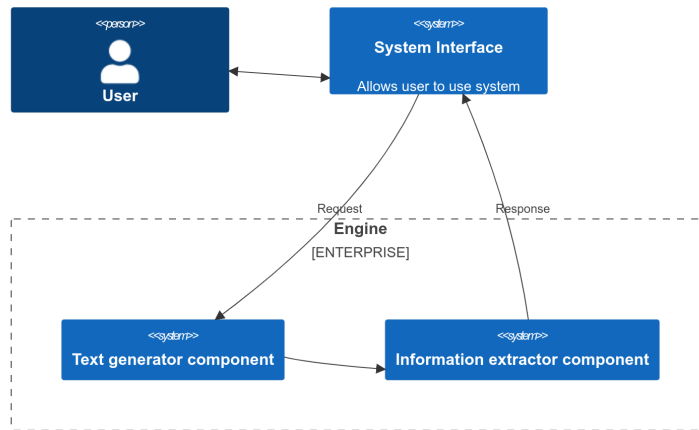 <<person>>
User
<<system>>
System Interface
Allows user to use system
Request
Response
Engine
[ENTERPRISE]
<<system>>
Text generator component
<<system>>
Information extractor component